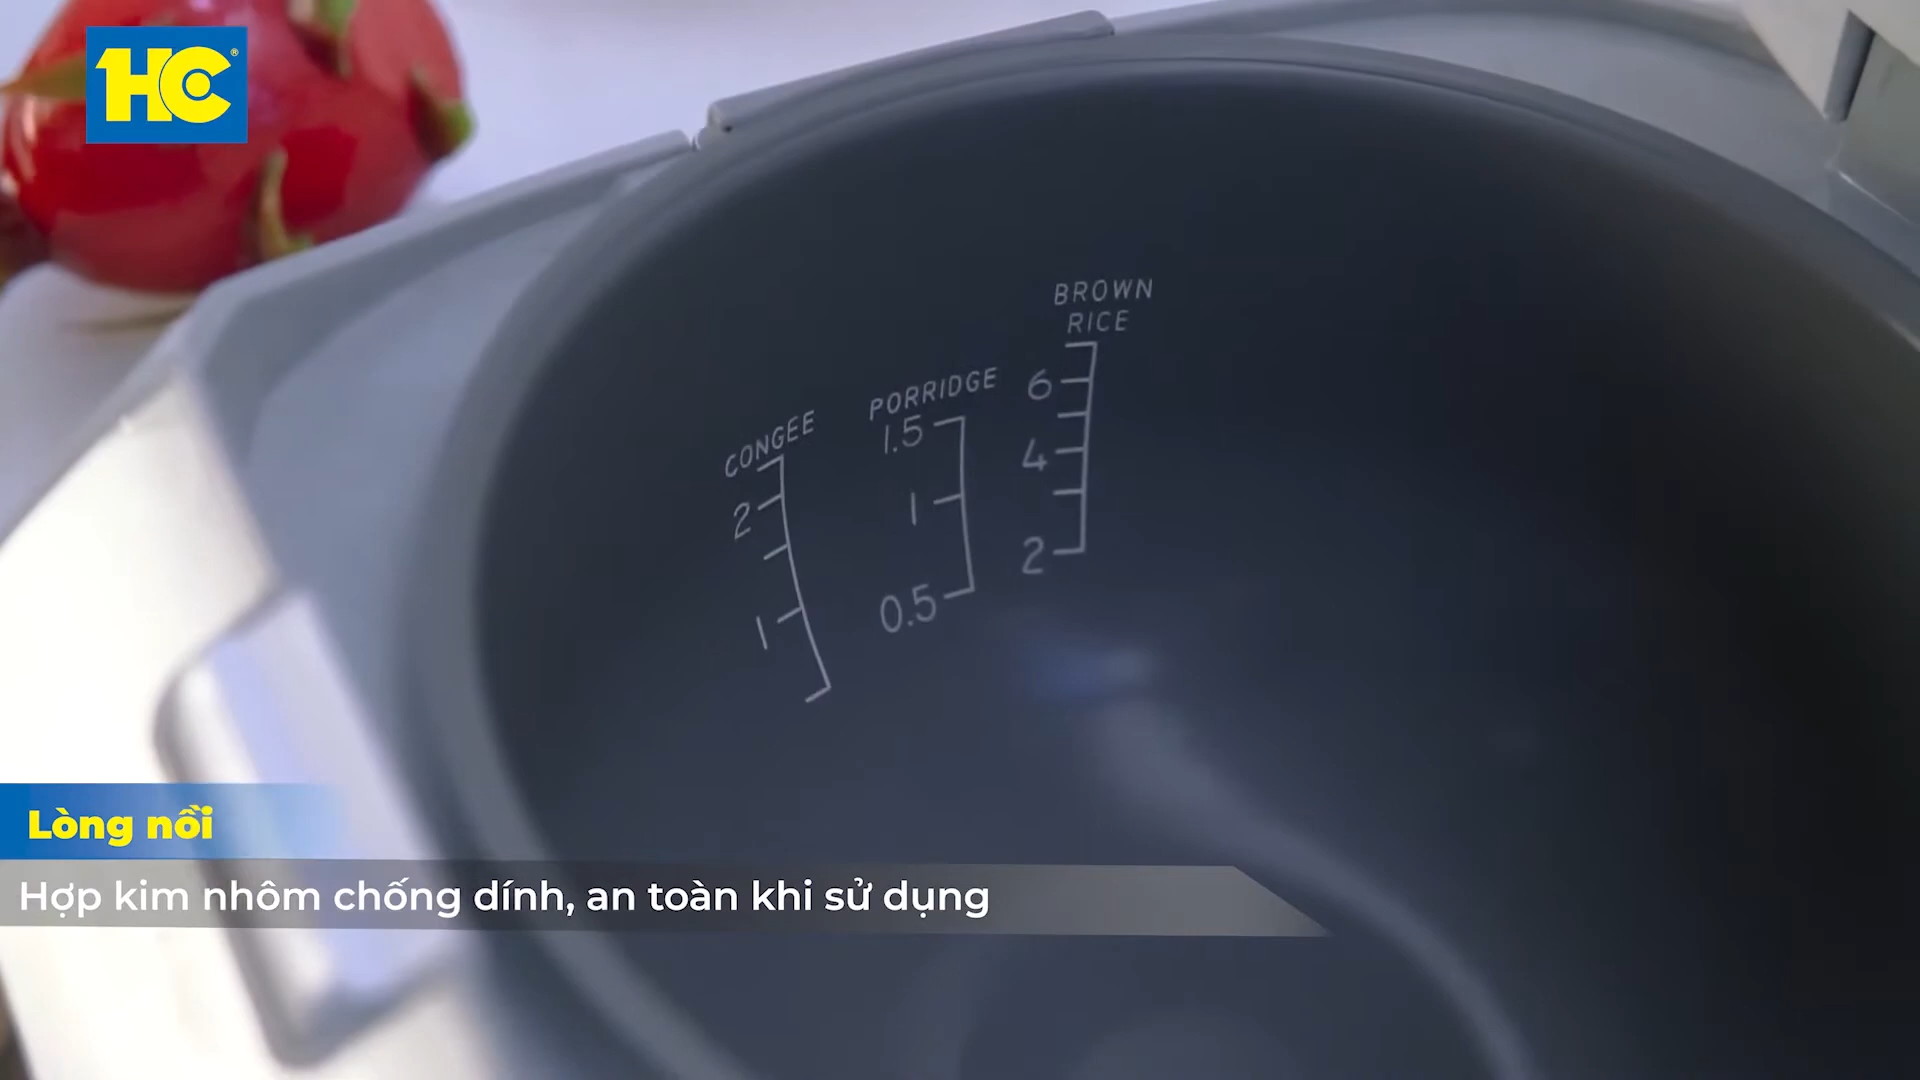 HC
BROWN
RICE
6
4
2
PORRIDGE
1.5
1
0.5
CONGEE
2
1
Lòng nồi
Hợp kim nhôm chống dính, an toàn khi sử dụng